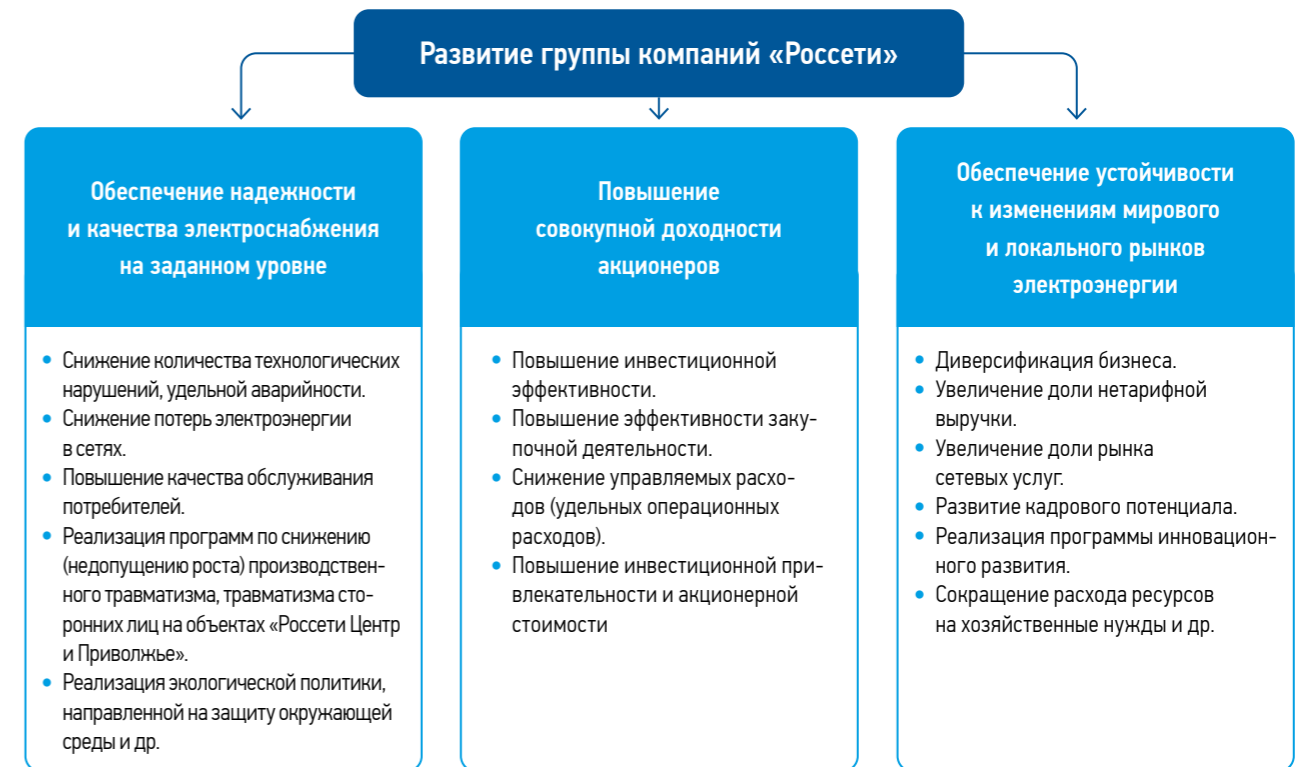 Развитие группы компаний «Россети»
Обеспечение надежности
и качества электроснабжения
на заданном уровне
• Снижение количества технологических
нарушений, удельной аварийности.
• Снижение потерь электроэнергии
в сетях.
• Повышение качества обслуживания
потребителей.
• Реализация программ по снижению
(недопущению роста) производствен-
ного травматизма, травматизма сто-
ронних лиц на объектах «Россети Центр
и Приволжье».
• Реализация экологической политики,
направленной на защиту окружающей
среды и др.
Повышение
совокупной доходности
акционеров
• Повышение инвестиционной
эффективности.
• Повышение эффективности заку-
почной деятельности.
• Снижение управляемых расхо-
дов (удельных операционных
расходов).
• Повышение инвестиционной при-
влекательности и акционерной
стоимости
Обеспечение устойчивости
к изменениям мирового
и локального рынков
электроэнергии
• Диверсификация бизнеса.
• Увеличение доли нетарифной
выручки.
• Увеличение доли рынка
сетевых услуг.
• Развитие кадрового потенциала.
• Реализация программы инновацион-
ного развития.
• Сокращение расхода ресурсов
на хозяйственные нужды и др.